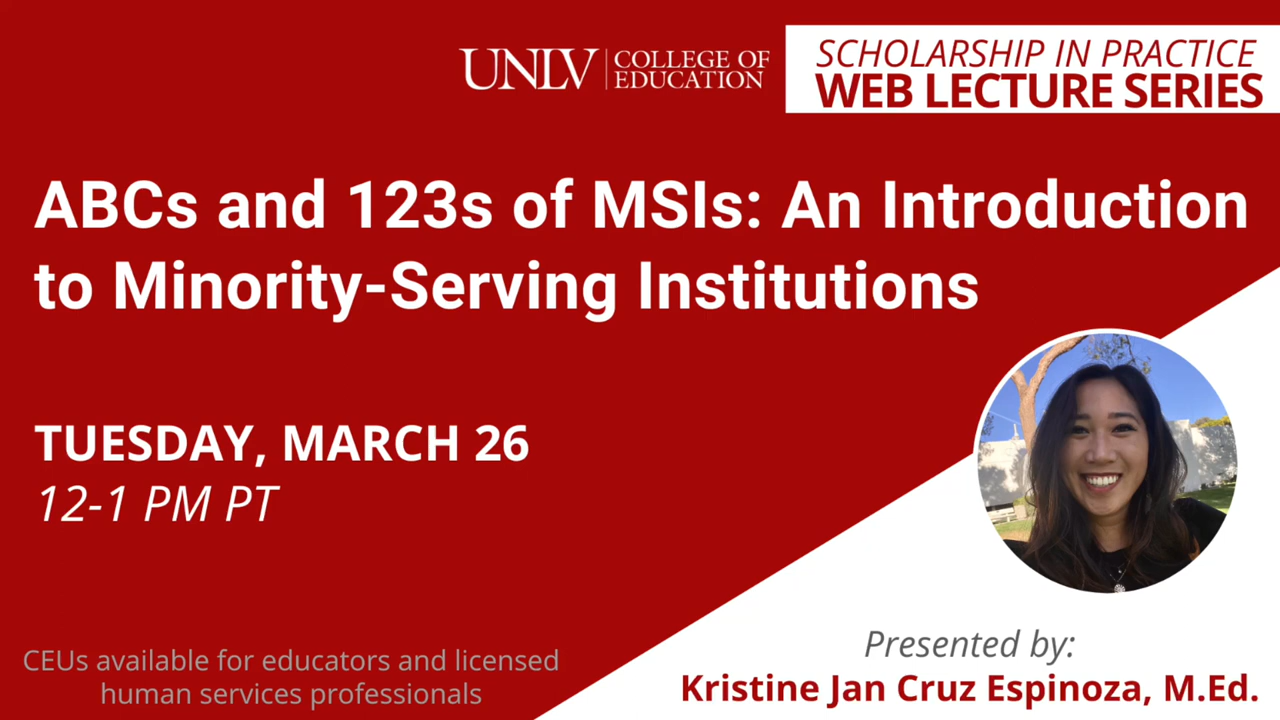 UNLV
COLLEGE OF
EDUCATION
SCHOLARSHIP IN PRACTICE
WEB LECTURE SERIES
ABCs and 123s of MSIs: An Introduction
to Minority-Serving Institutions
TUESDAY, MARCH 26
12-1 PM PT
CEUs available for educators and licensed
human services professionals
Presented by:
Kristine Jan Cruz Espinoza, M.Ed.